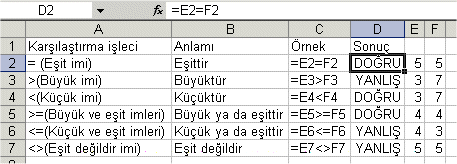 D2 fx =E2=F2
A B C D E F
1 Karşılaştırma işleci Anlamı Örnek Sonuç
2 = (Eşit imi) Eşittir =E2=F2 DOĞRU 5 5
3 >(Büyük imi) Büyüktür =E3>F3 YANLIŞ 3 7
4 <(Küçük imi) Küçüktür =E4<F4 DOĞRU 3 7
5 >=(Büyük ve eşit imleri) Büyük ya da eşittir =E5>=F5 DOĞRU 4 4
6 <=(Küçük ve eşit imleri) Küçük ya da eşittir =E6<=F6 YANLIŞ 4 3
7 <>(Eşit değildir imi) Eşit değildir =E7<>F7 YANLIŞ 5 5